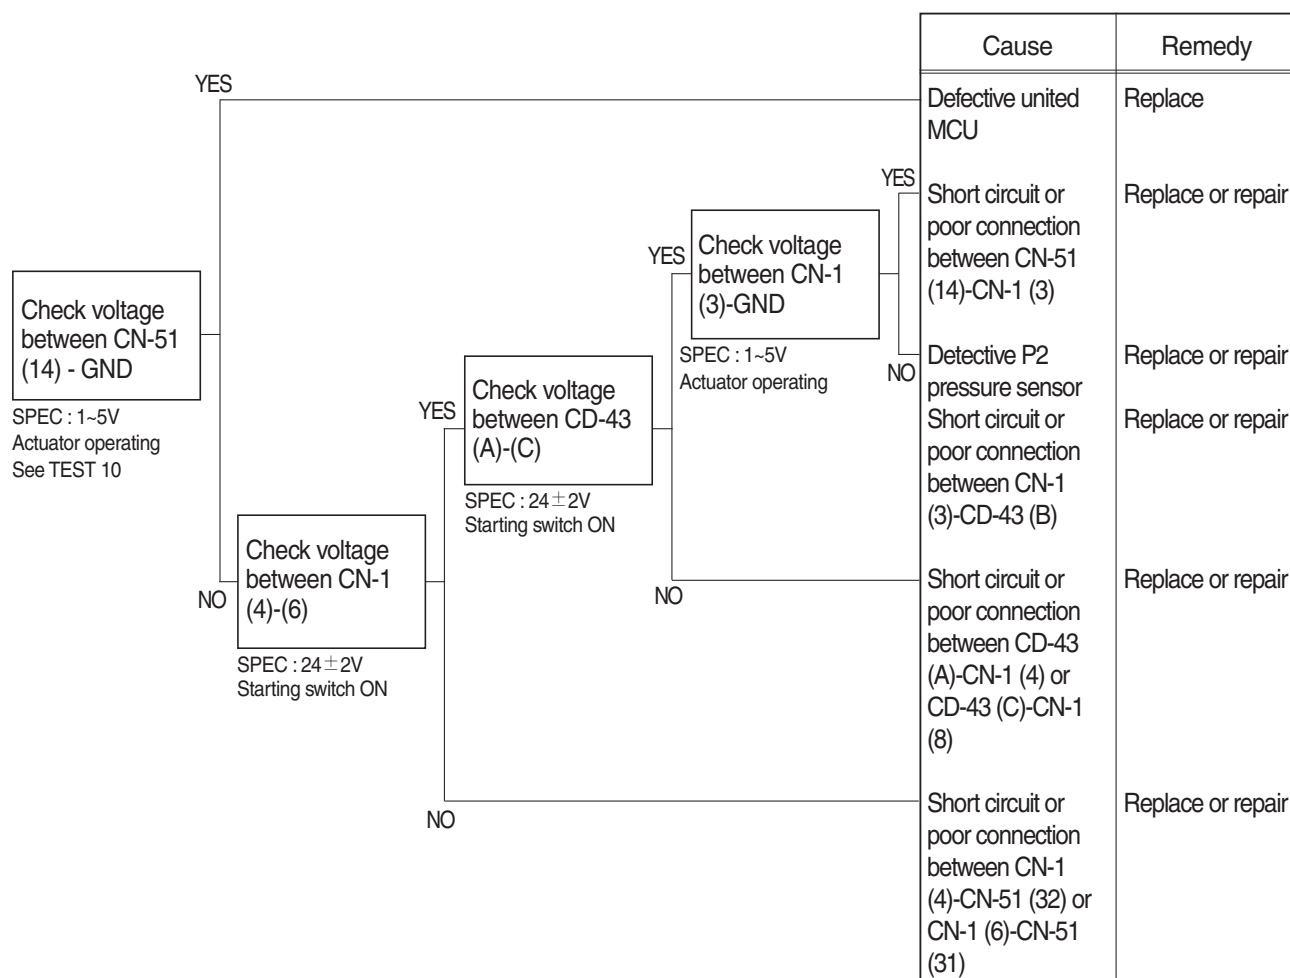 Cause
Remedy
YES
Defective united
MCU
Replace
YES
Short circuit or
poor connection
between CN-51
(14)-CN-1 (3)
Replace or repair
YES
Check voltage
between CN-1
(3)-GND
SPEC : 1~5V
Actuator operating
Check voltage
between CN-51
(14) - GND
SPEC : 1~5V
Actuator operating
See TEST 10
NO
Detective P2
pressure sensor
Replace or repair
Short circuit or
poor connection
between CN-1
(3)-CD-43 (B)
Replace or repair
YES
Check voltage
between CD-43
(A)-(C)
SPEC : 24±2V
Starting switch ON
NO
Check voltage
between CN-1
(4)-(6)
SPEC : 24±2V
Starting switch ON
NO
Short circuit or
poor connection
between CD-43
(A)-CN-1 (4) or
CD-43 (C)-CN-1
(8)
Replace or repair
NO
Short circuit or
poor connection
between CN-1
(4)-CN-51 (32) or
CN-1 (6)-CN-51
(31)
Replace or repair